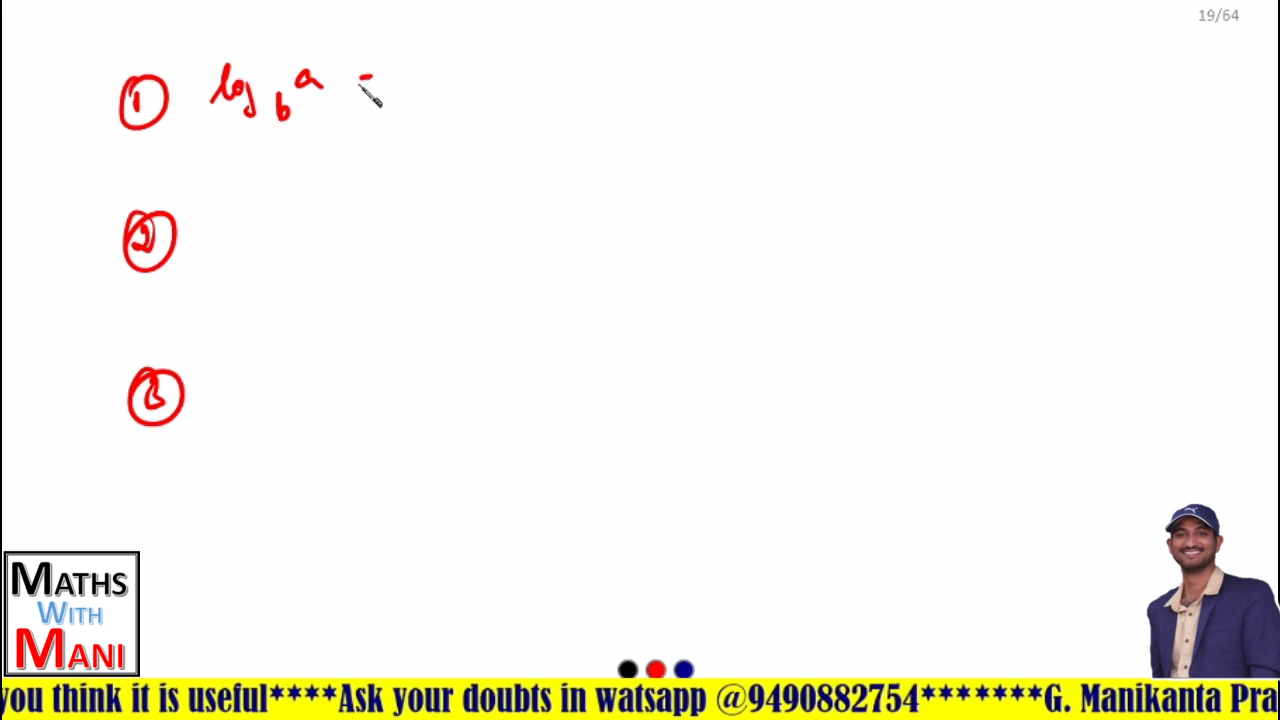 19/64
① log_b a =
②
③
MATHS
WITH
MANI
you think it is useful****Ask your doubts in watsapp @9490882754*******G. Manikanta Pra